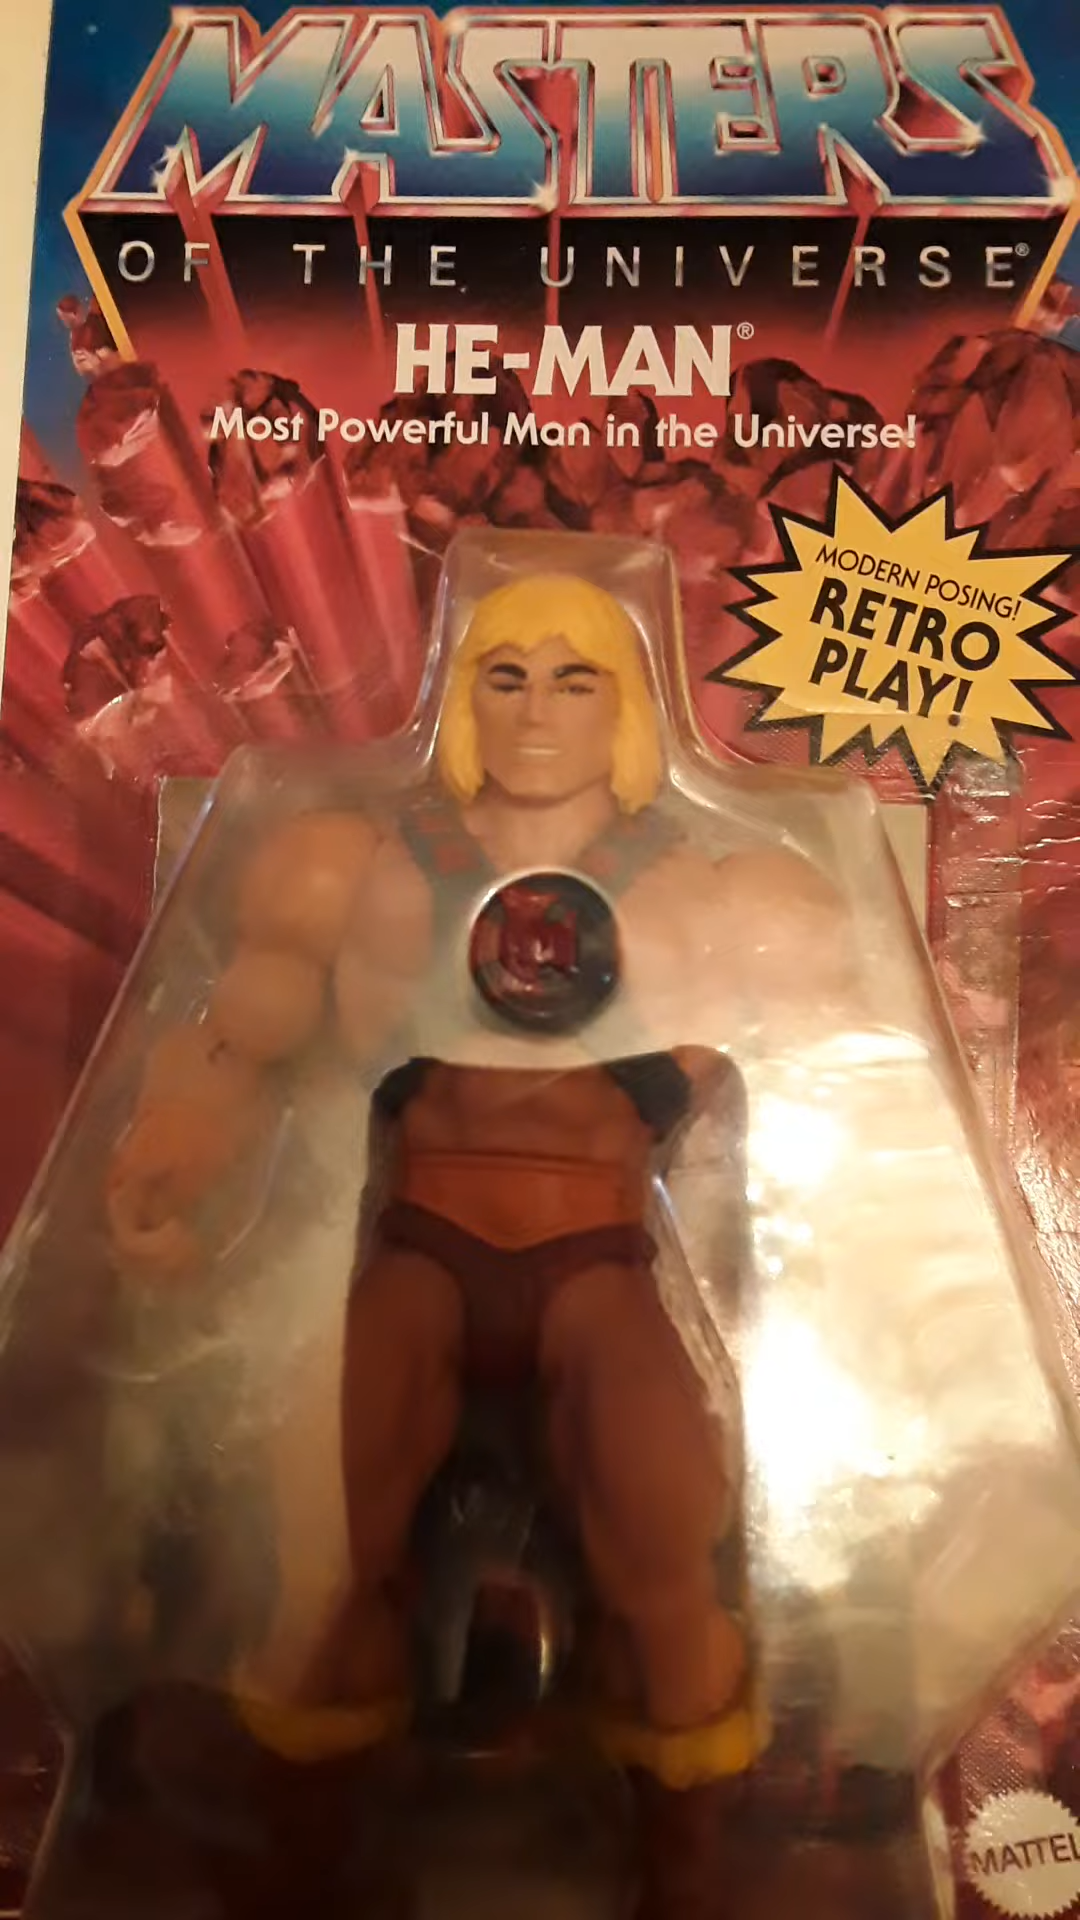 MASTERS
OF THE UNIVERSE®
HE-MAN®
Most Powerful Man in the Universe!
MODERN POSING!
RETRO
PLAY!
MATTEL